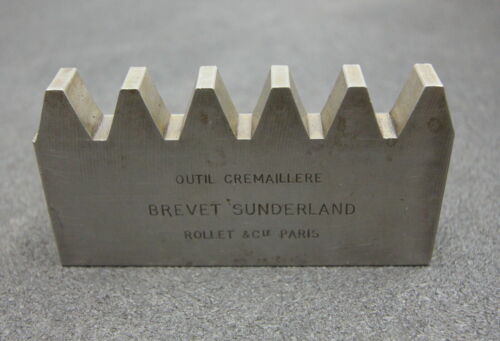 OUTIL CREMAILLERE
BREVET SUNDERLAND
ROLLET & Cie PARIS